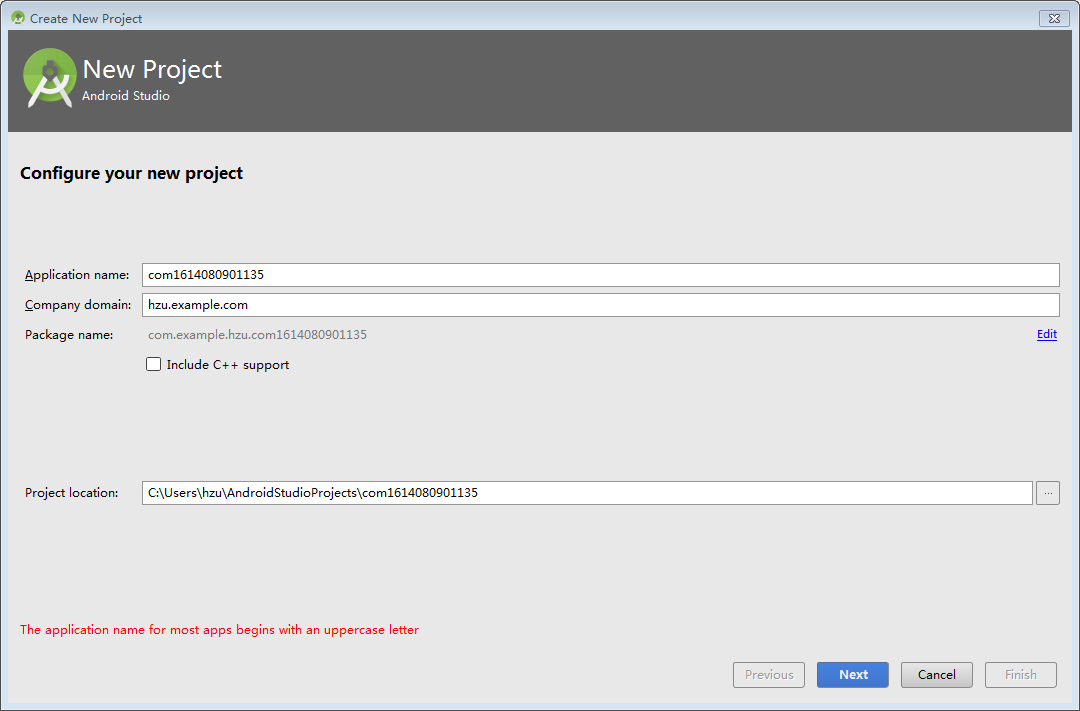 Create New Project
New Project
Android Studio
Configure your new project
Application name: com1614080901135
Company domain: hzu.example.com
Package name: com.example.hzu.com1614080901135 Edit
Include C++ support
Project location: C:\Users\hzu\AndroidStudioProjects\com1614080901135 ...
The application name for most apps begins with an uppercase letter
Previous Next Cancel Finish